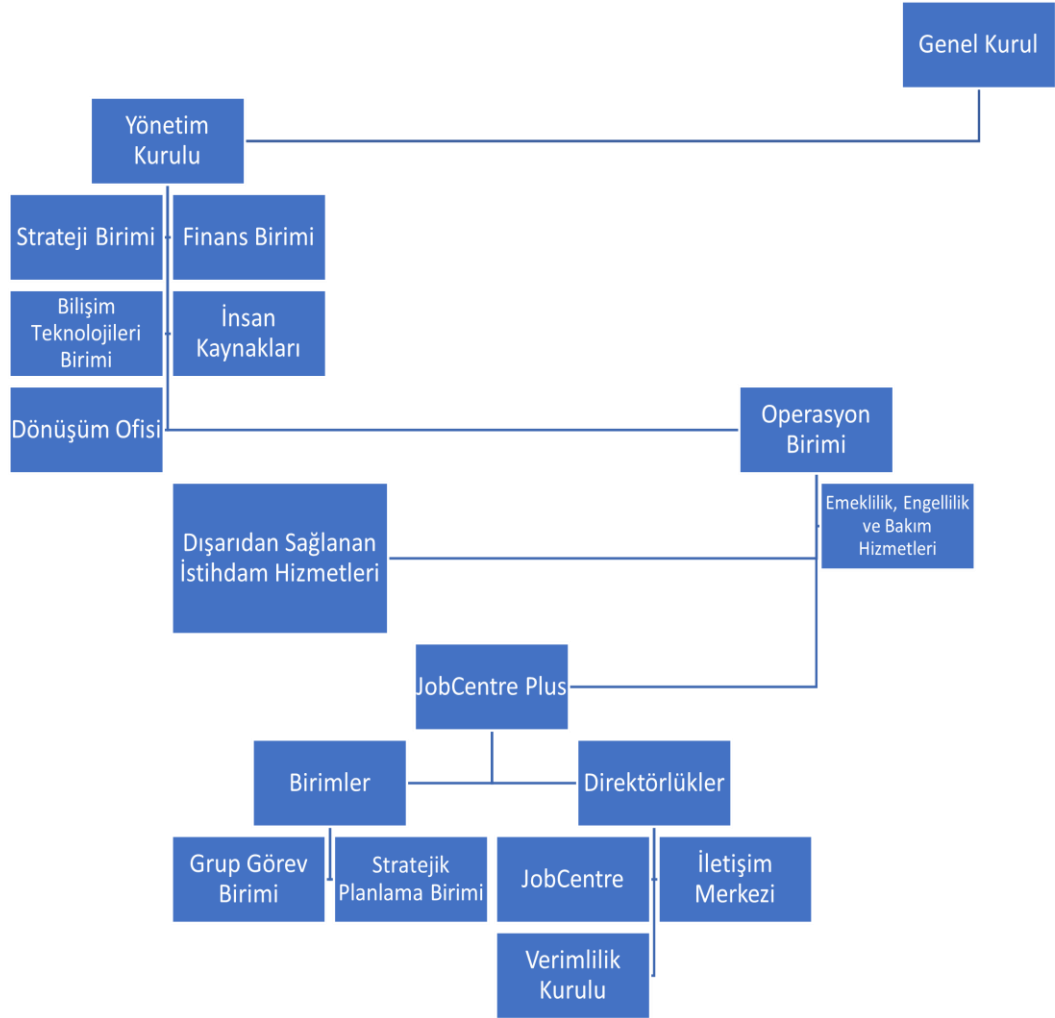 Genel Kurul
Yönetim
Kurulu
Strateji Birimi
Finans Birimi
Bilişim
Teknolojileri
Birimi
İnsan
Kaynakları
Dönüşüm Ofisi
Operasyon
Birimi
Emeklilik, Engellilik
ve Bakım
Hizmetleri
Dışarıdan Sağlanan
İstihdam Hizmetleri
JobCentre Plus
Birimler
Direktörlükler
Grup Görev
Birimi
Stratejik
Planlama Birimi
JobCentre
İletişim
Merkezi
Verimlilik
Kurulu